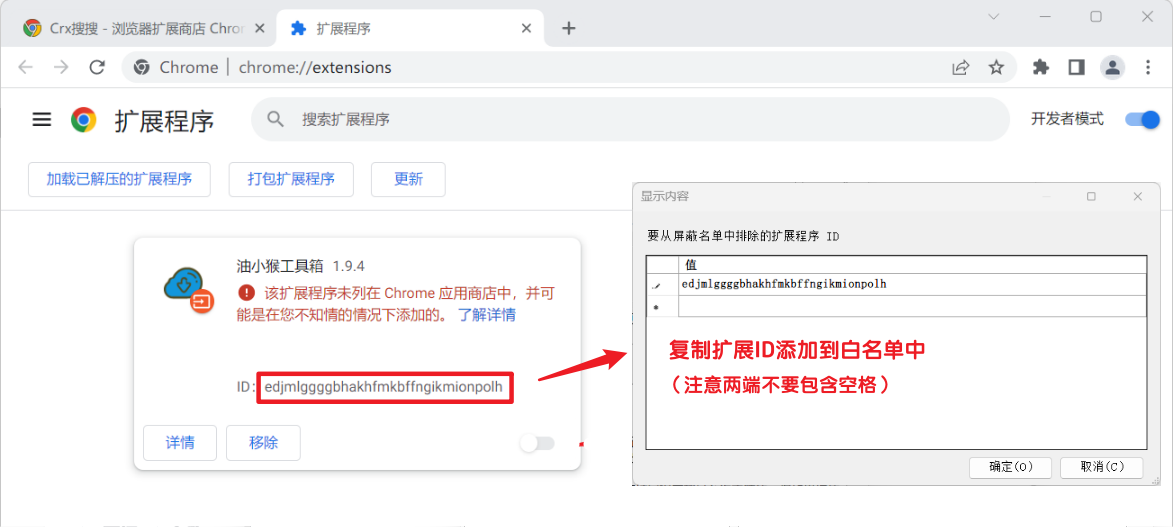 Crx搜搜 - 浏览器扩展商店 Chror
扩展程序
Chrome | chrome://extensions
扩展程序
搜索扩展程序
开发者模式
加载已解压的扩展程序
打包扩展程序
更新
油小猴工具箱 1.9.4
该扩展程序未列在 Chrome 应用商店中，并可
能是在您不知情的情况下添加的。 了解详情
ID: edjmlggggbhakhfmkbffngikmionpolh
详情
移除
显示内容
要从屏蔽名单中排除的扩展程序 ID
值
edjmlggggbhakhfmkbffngikmionpolh
复制扩展ID添加到白名单中
（注意两端不要包含空格）
确定(O)
取消(C)